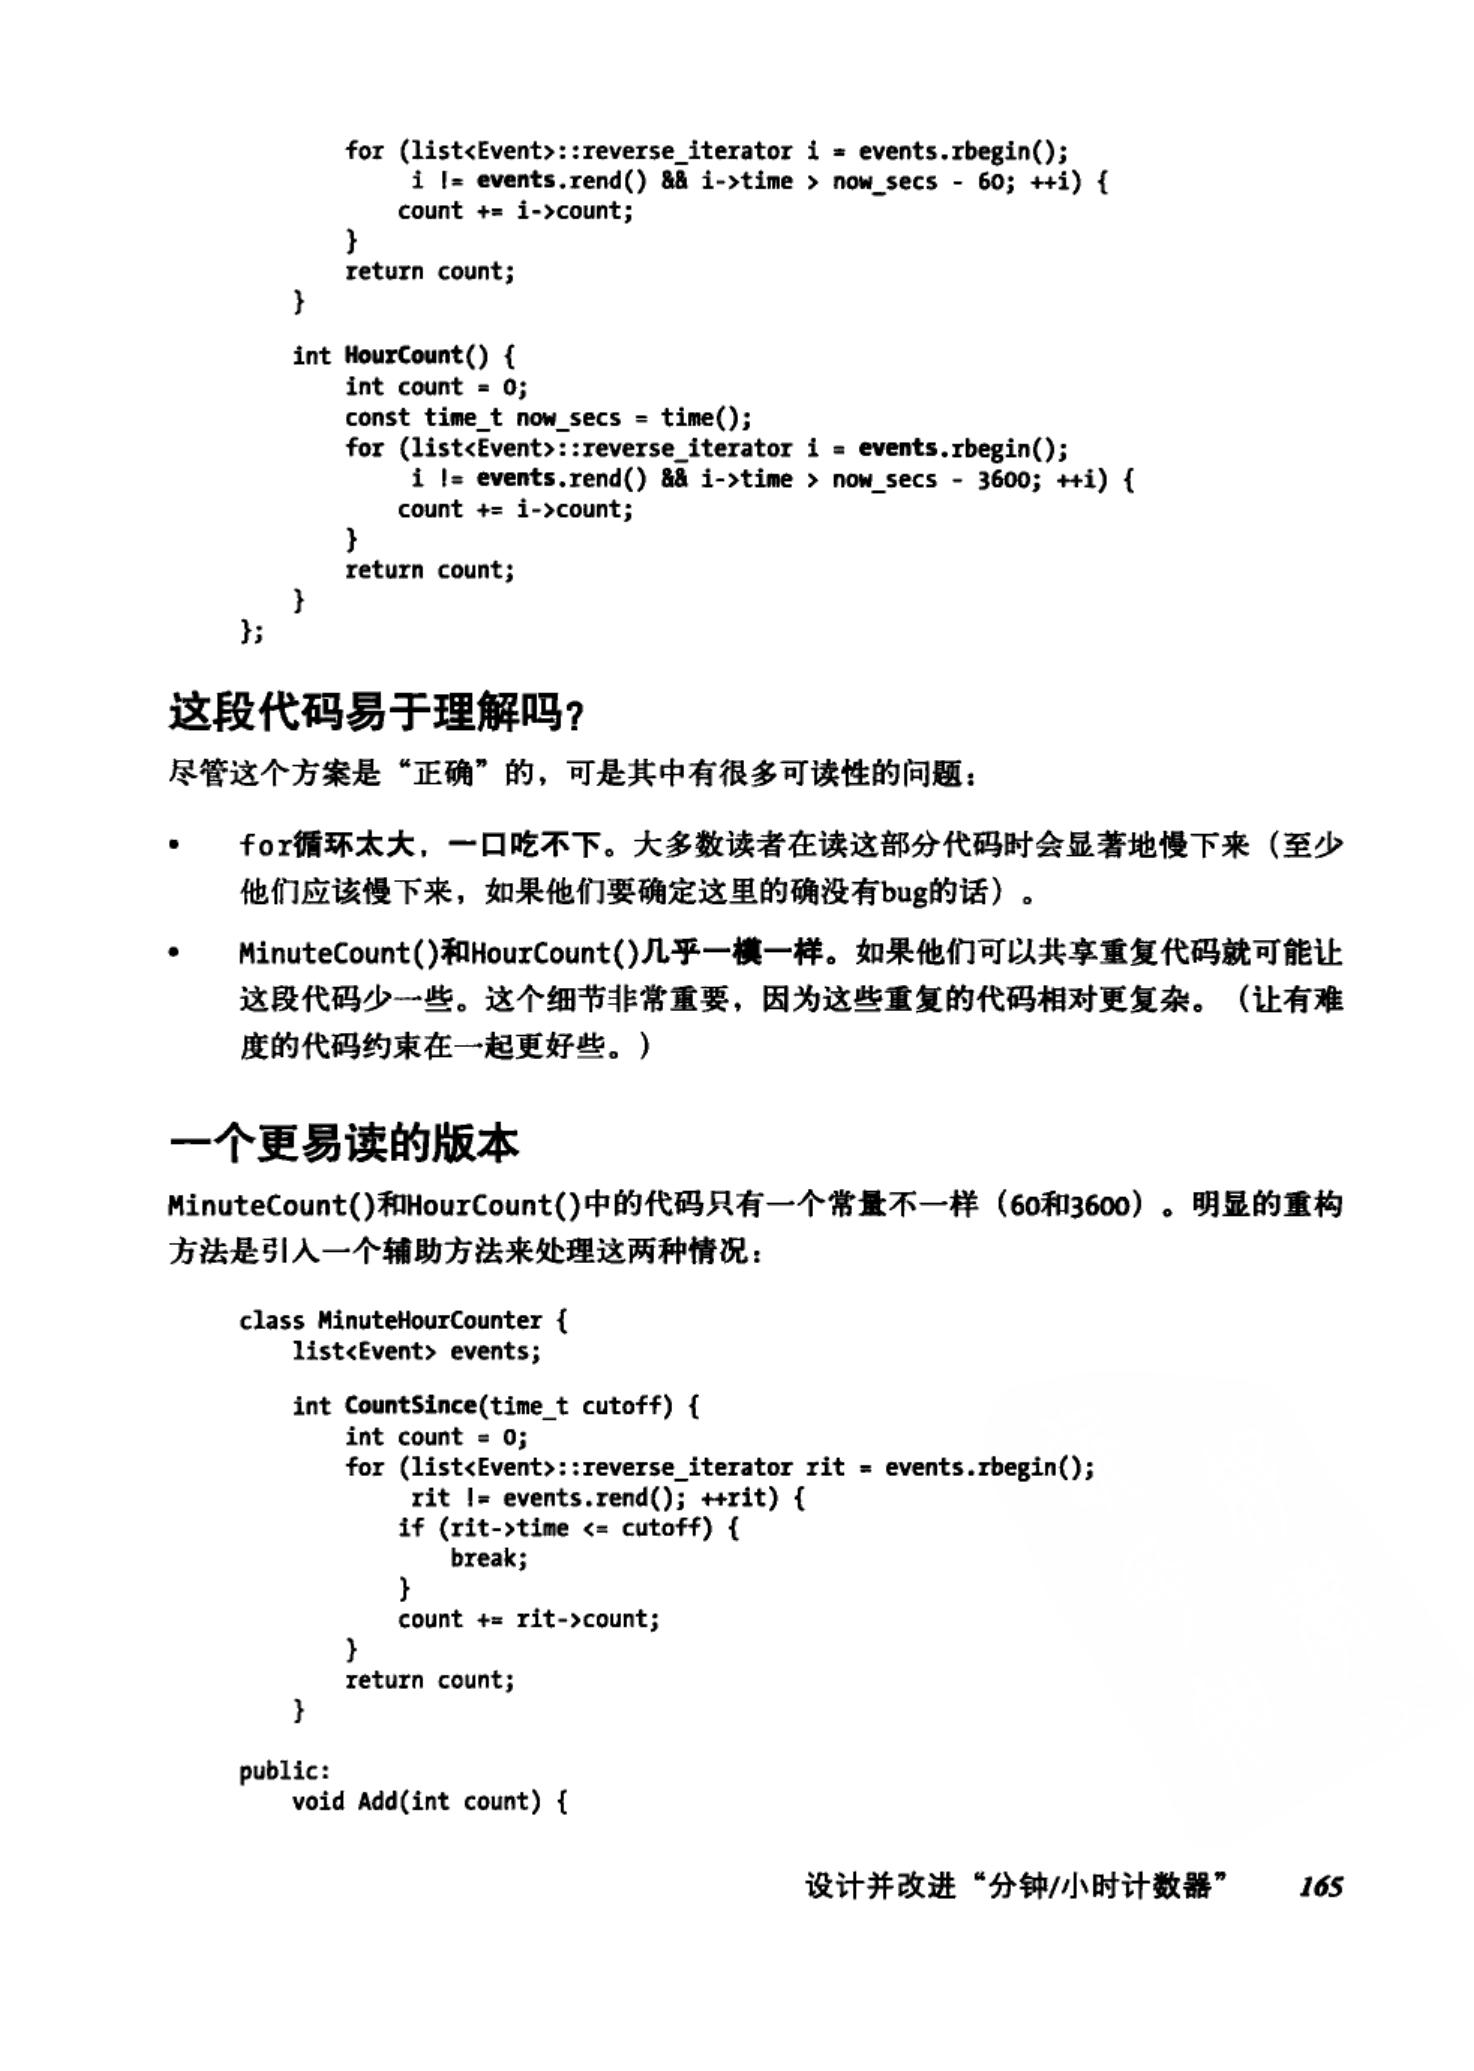 for (list<Event>::reverse_iterator i = events.rbegin();
i != events.rend() && i->time > now_secs - 60; ++i) {
count += i->count;
}
return count;
}
int HourCount() {
int count = 0;
const time_t now_secs = time();
for (list<Event>::reverse_iterator i = events.rbegin();
i != events.rend() && i->time > now_secs - 3600; ++i) {
count += i->count;
}
return count;
}
};
这段代码易于理解吗?
尽管这个方案是“正确”的，可是其中有很多可读性的问题：
• for循环太大，一口吃不下。大多数读者在读这部分代码时会显著地慢下来（至少
他们应该慢下来，如果他们要确定这里的确没有bug的话）。
• MinuteCount()和HourCount()几乎一模一样。如果他们可以共享重复代码就可能让
这段代码少一些。这个细节非常重要，因为这些重复的代码相对更复杂。（让有难
度的代码约束在一起更好些。）
一个更易读的版本
MinuteCount()和HourCount()中的代码只有一个常量不一样（60和3600）。明显的重构
方法是引入一个辅助方法来处理这两种情况：
class MinuteHourCounter {
list<Event> events;
int CountSince(time_t cutoff) {
int count = 0;
for (list<Event>::reverse_iterator rit = events.rbegin();
rit != events.rend(); ++rit) {
if (rit->time <= cutoff) {
break;
}
count += rit->count;
}
return count;
}
public:
void Add(int count) {
设计并改进“分钟/小时计数器” 165